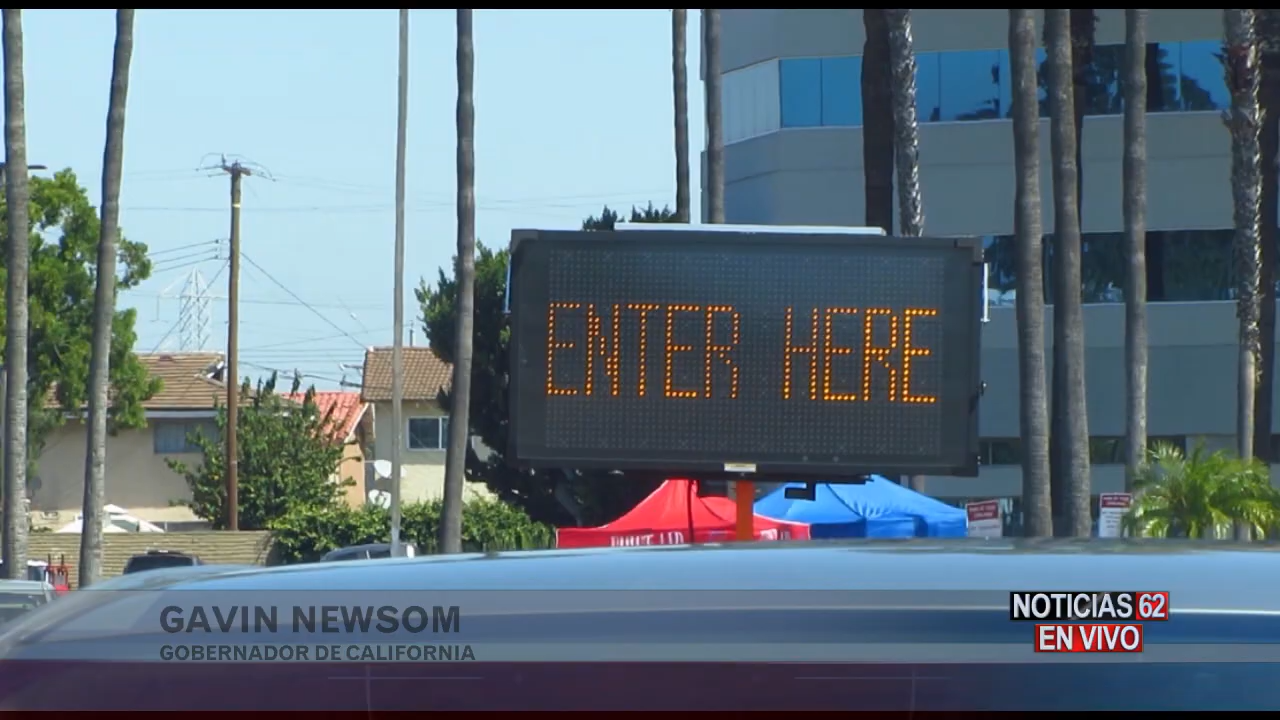 ENTER HERE
GAVIN NEWSOM
GOBERNADOR DE CALIFORNIA
NOTICIAS 62
EN VIVO